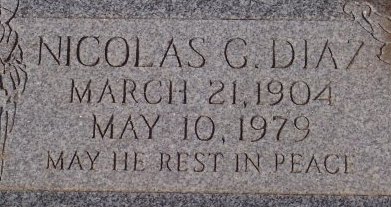 NICOLAS G. DIAZ
MARCH 21, 1904
MAY 10, 1979
MAY HE REST IN PEACE